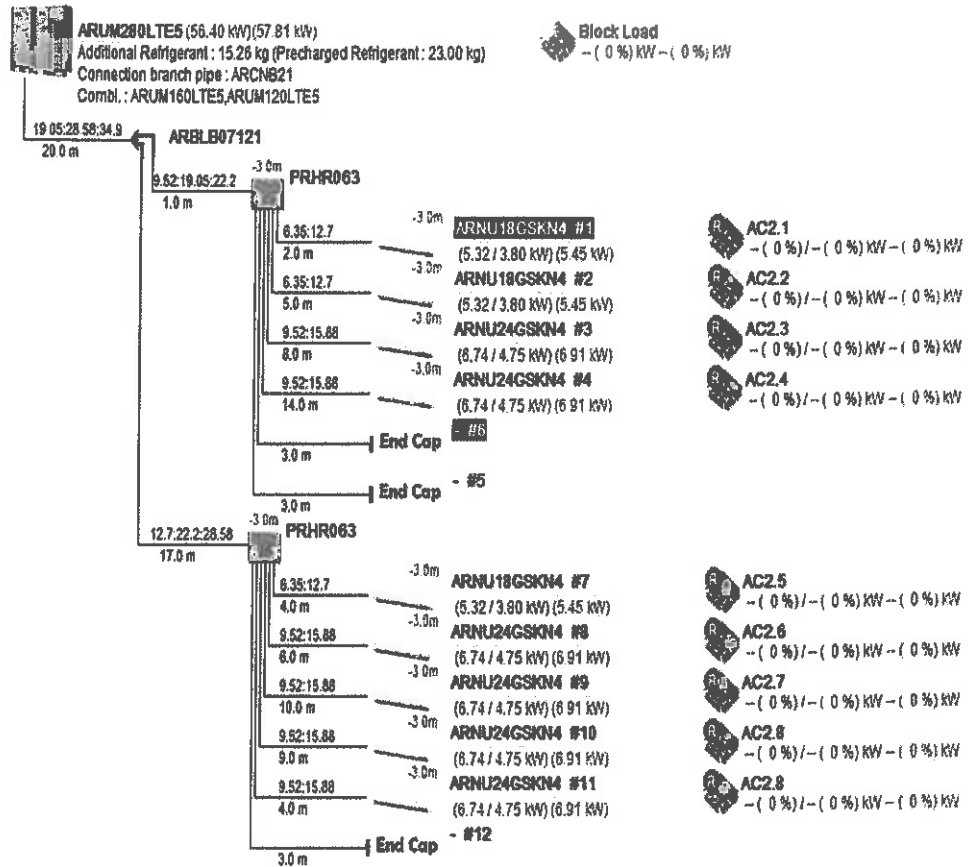 ARUM280LTE5 (56.40 kW)(57.81 kW)
Additional Refrigerant : 15.26 kg (Precharged Refrigerant : 23.00 kg)
Connection branch pipe : ARCNB21
Combi. : ARUM160LTE5,ARUM120LTE5
Block Load
-- ( 0 %) kW -- ( 0 %) kW
19.05:28.58:34.9
20.0 m
ARBLB07121
9.52:19.05:22.2
1.0 m
-3.0m
PRHR063
6.35:12.7
2.0 m
-3.0m
ARNU18GSKN4 #1
(5.32 / 3.80 kW) (5.45 kW)
AC2.1
-- ( 0 %) / -- ( 0 %) kW -- ( 0 %) kW
6.35:12.7
5.0 m
-3.0m
ARNU18GSKN4 #2
(5.32 / 3.80 kW) (5.45 kW)
AC2.2
-- ( 0 %) / -- ( 0 %) kW -- ( 0 %) kW
9.52:15.88
8.0 m
-3.0m
ARNU24GSKN4 #3
(6.74 / 4.75 kW) (6.91 kW)
AC2.3
-- ( 0 %) / -- ( 0 %) kW -- ( 0 %) kW
9.52:15.88
14.0 m
-3.0m
ARNU24GSKN4 #4
(6.74 / 4.75 kW) (6.91 kW)
AC2.4
-- ( 0 %) / -- ( 0 %) kW -- ( 0 %) kW
3.0 m
End Cap
- #6
3.0 m
End Cap
- #5
12.7:22.2:28.58
17.0 m
-3.0m
PRHR063
6.35:12.7
4.0 m
-3.0m
ARNU18GSKN4 #7
(5.32 / 3.80 kW) (5.45 kW)
AC2.5
-- ( 0 %) / -- ( 0 %) kW -- ( 0 %) kW
9.52:15.88
6.0 m
-3.0m
ARNU24GSKN4 #8
(6.74 / 4.75 kW) (6.91 kW)
AC2.6
-- ( 0 %) / -- ( 0 %) kW -- ( 0 %) kW
9.52:15.88
10.0 m
-3.0m
ARNU24GSKN4 #9
(6.74 / 4.75 kW) (6.91 kW)
AC2.7
-- ( 0 %) / -- ( 0 %) kW -- ( 0 %) kW
9.52:15.88
9.0 m
-3.0m
ARNU24GSKN4 #10
(6.74 / 4.75 kW) (6.91 kW)
AC2.8
-- ( 0 %) / -- ( 0 %) kW -- ( 0 %) kW
9.52:15.88
4.0 m
-3.0m
ARNU24GSKN4 #11
(6.74 / 4.75 kW) (6.91 kW)
AC2.8
-- ( 0 %) / -- ( 0 %) kW -- ( 0 %) kW
3.0 m
End Cap
- #12